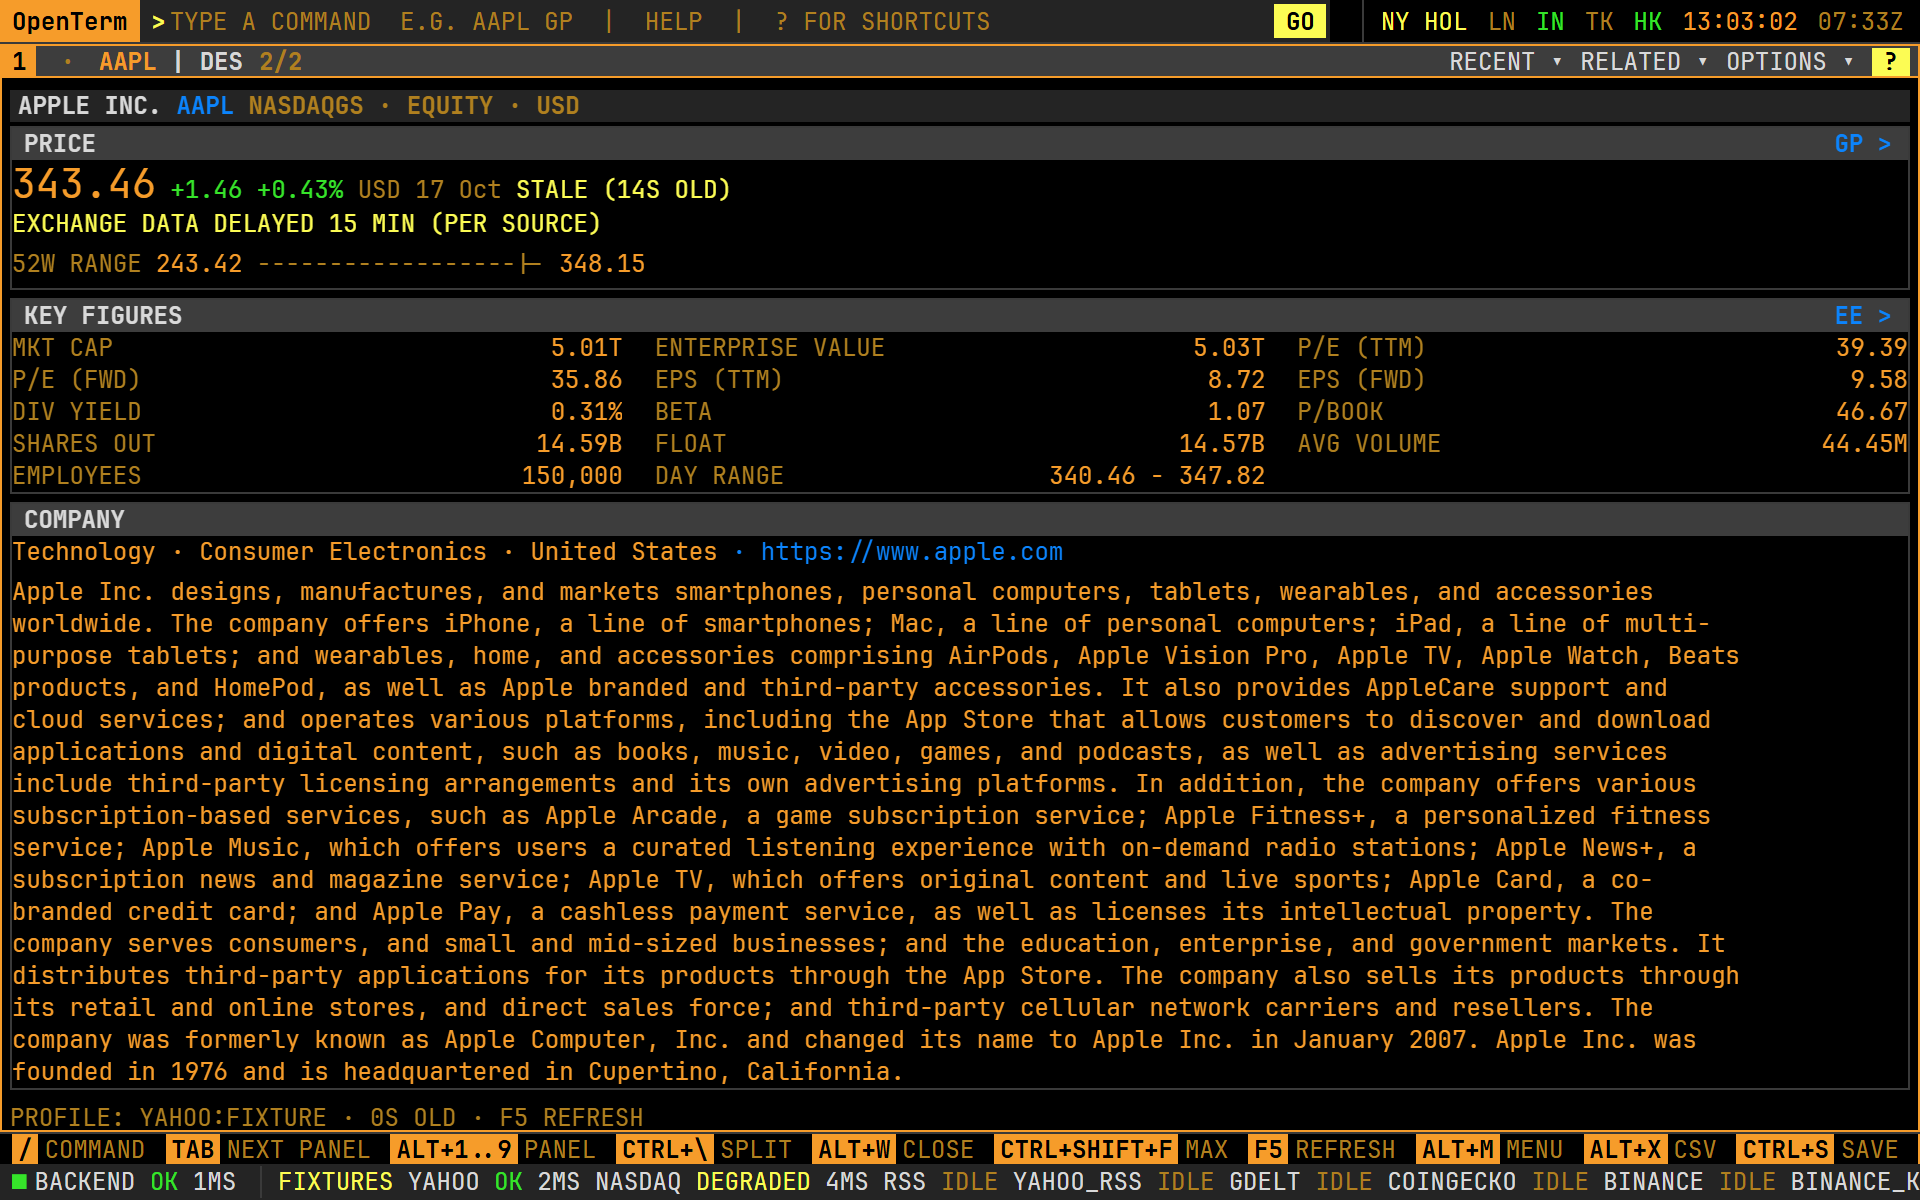 OpenTerm >TYPE A COMMAND E.G. AAPL GP | HELP | ? FOR SHORTCUTS GO NY HOL LN IN TK HK 13:03:02 07:33Z
1 · AAPL | DES 2/2 RECENT ▾ RELATED ▾ OPTIONS ▾ ?
APPLE INC. AAPL NASDAQGS · EQUITY · USD
PRICE GP >
343.46 +1.46 +0.43% USD 17 Oct STALE (14S OLD)
EXCHANGE DATA DELAYED 15 MIN (PER SOURCE)
52W RANGE 243.42 ------------------├─ 348.15
KEY FIGURES EE >
MKT CAP 5.01T ENTERPRISE VALUE 5.03T P/E (TTM) 39.39
P/E (FWD) 35.86 EPS (TTM) 8.72 EPS (FWD) 9.58
DIV YIELD 0.31% BETA 1.07 P/BOOK 46.67
SHARES OUT 14.59B FLOAT 14.57B AVG VOLUME 44.45M
EMPLOYEES 150,000 DAY RANGE 340.46 - 347.82
COMPANY
Technology · Consumer Electronics · United States · https://www.apple.com
Apple Inc. designs, manufactures, and markets smartphones, personal computers, tablets, wearables, and accessories
worldwide. The company offers iPhone, a line of smartphones; Mac, a line of personal computers; iPad, a line of multi-
purpose tablets; and wearables, home, and accessories comprising AirPods, Apple Vision Pro, Apple TV, Apple Watch, Beats
products, and HomePod, as well as Apple branded and third-party accessories. It also provides AppleCare support and
cloud services; and operates various platforms, including the App Store that allows customers to discover and download
applications and digital content, such as books, music, video, games, and podcasts, as well as advertising services
include third-party licensing arrangements and its own advertising platforms. In addition, the company offers various
subscription-based services, such as Apple Arcade, a game subscription service; Apple Fitness+, a personalized fitness
service; Apple Music, which offers users a curated listening experience with on-demand radio stations; Apple News+, a
subscription news and magazine service; Apple TV, which offers original content and live sports; Apple Card, a co-
branded credit card; and Apple Pay, a cashless payment service, as well as licenses its intellectual property. The
company serves consumers, and small and mid-sized businesses; and the education, enterprise, and government markets. It
distributes third-party applications for its products through the App Store. The company also sells its products through
its retail and online stores, and direct sales force; and third-party cellular network carriers and resellers. The
company was formerly known as Apple Computer, Inc. and changed its name to Apple Inc. in January 2007. Apple Inc. was
founded in 1976 and is headquartered in Cupertino, California.
PROFILE: YAHOO:FIXTURE · 0S OLD · F5 REFRESH
/ COMMAND TAB NEXT PANEL ALT+1..9 PANEL CTRL+\ SPLIT ALT+W CLOSE CTRL+SHIFT+F MAX F5 REFRESH ALT+M MENU ALT+X CSV CTRL+S SAVE
BACKEND OK 1MS FIXTURES YAHOO OK 2MS NASDAQ DEGRADED 4MS RSS IDLE YAHOO_RSS IDLE GDELT IDLE COINGECKO IDLE BINANCE IDLE BINANCE_K